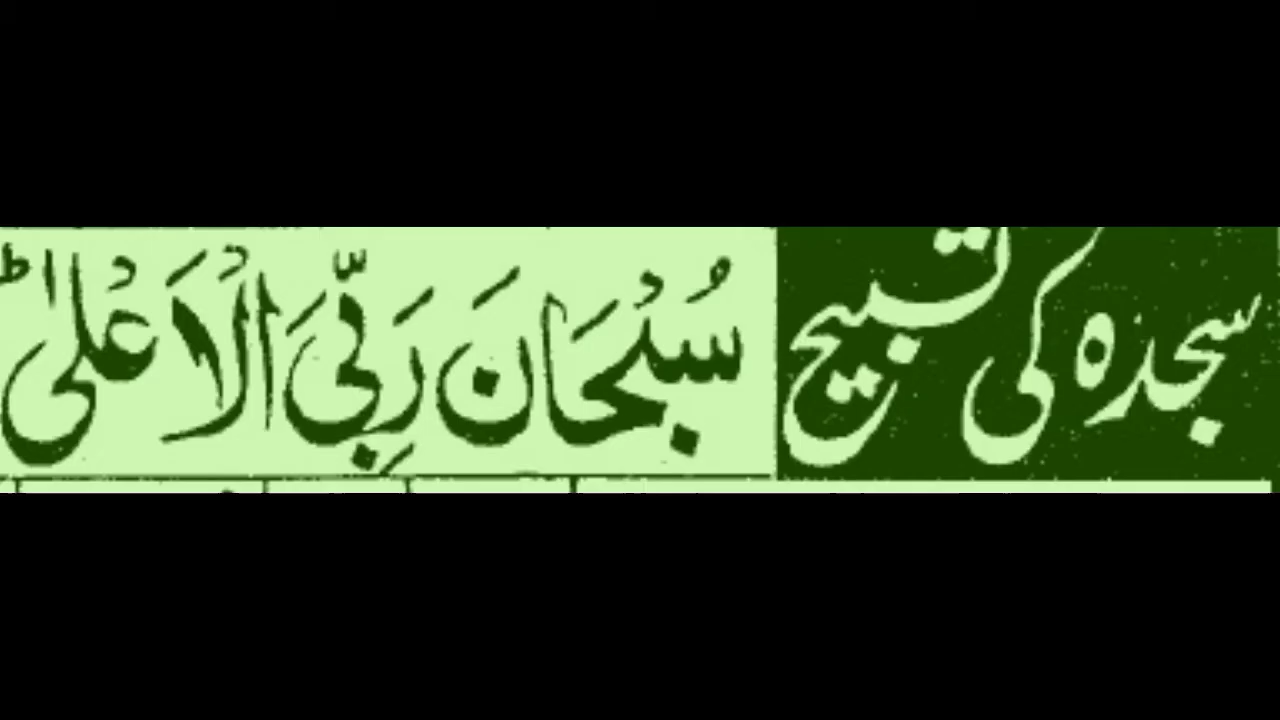 سجدہ کی تسبیح سُبْحَانَ رَبِّیَ الْاَعْلٰی ؕ